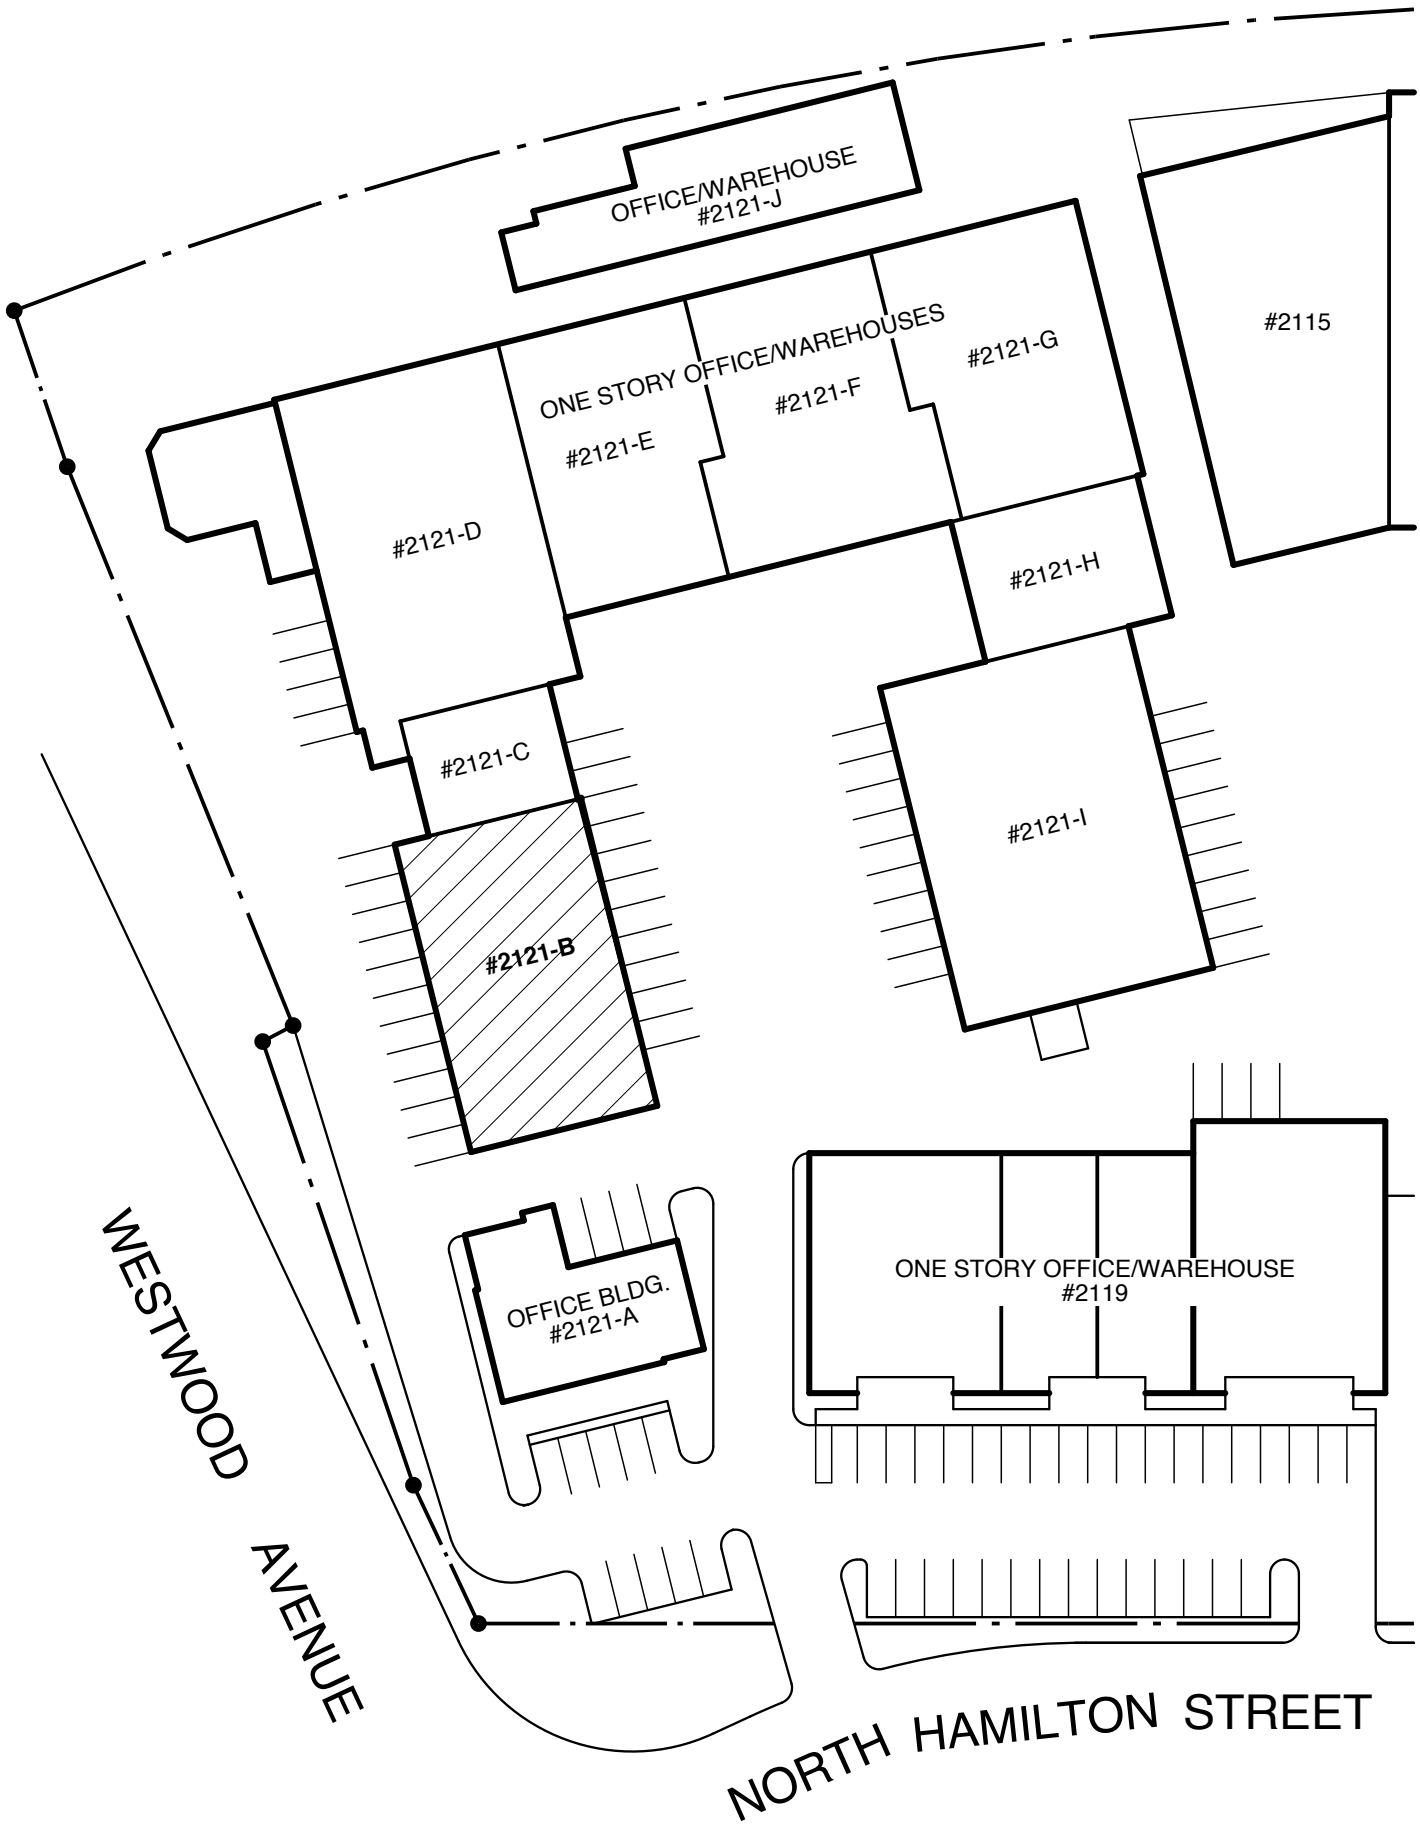 OFFICE/WAREHOUSE
#2121-J
#2115
ONE STORY OFFICE/WAREHOUSES
#2121-G
#2121-F
#2121-E
#2121-D
#2121-H
#2121-C
#2121-I
#2121-B
OFFICE BLDG.
#2121-A
ONE STORY OFFICE/WAREHOUSE
#2119
WESTWOOD AVENUE
NORTH HAMILTON STREET